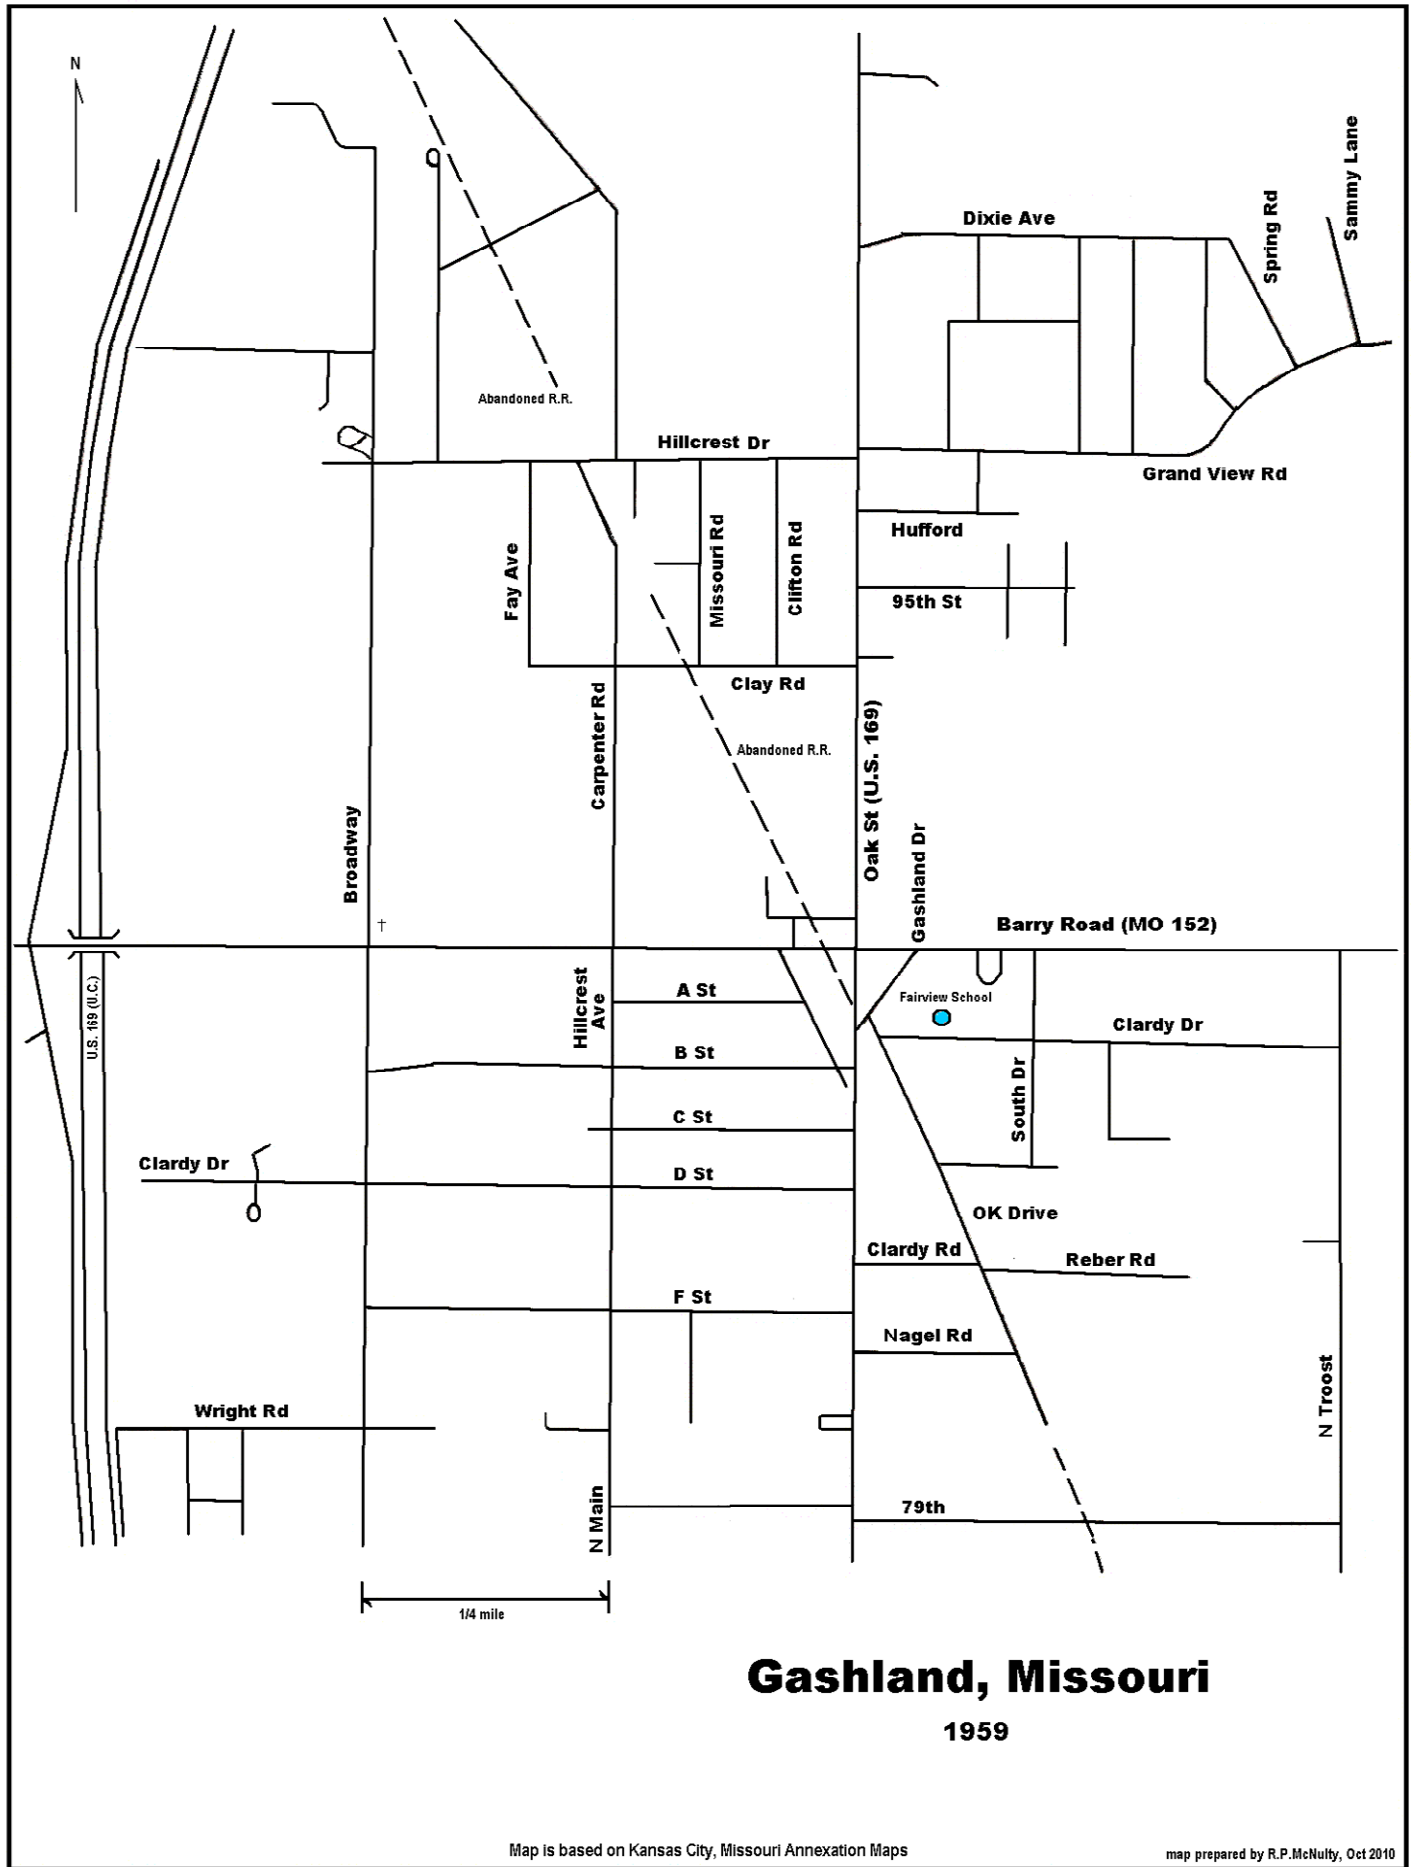 N
Sammy Lane
Spring Rd
Dixie Ave
Abandoned R.R.
Hillcrest Dr
Grand View Rd
Fay Ave
Missouri Rd
Clifton Rd
Hufford
95th St
Clay Rd
Carpenter Rd
Abandoned R.R.
Oak St (U.S. 169)
Broadway
Gashland Dr
Barry Road (MO 152)
U.S. 169 (U.C.)
Hillcrest
Ave
A St
Fairview School
Clardy Dr
B St
South Dr
C St
Clardy Dr
D St
OK Drive
Clardy Rd
Reber Rd
F St
Nagel Rd
N Troost
Wright Rd
N Main
79th
1/4 mile
Gashland, Missouri
1959
Map is based on Kansas City, Missouri Annexation Maps
map prepared by R.P.McNulty, Oct 2010